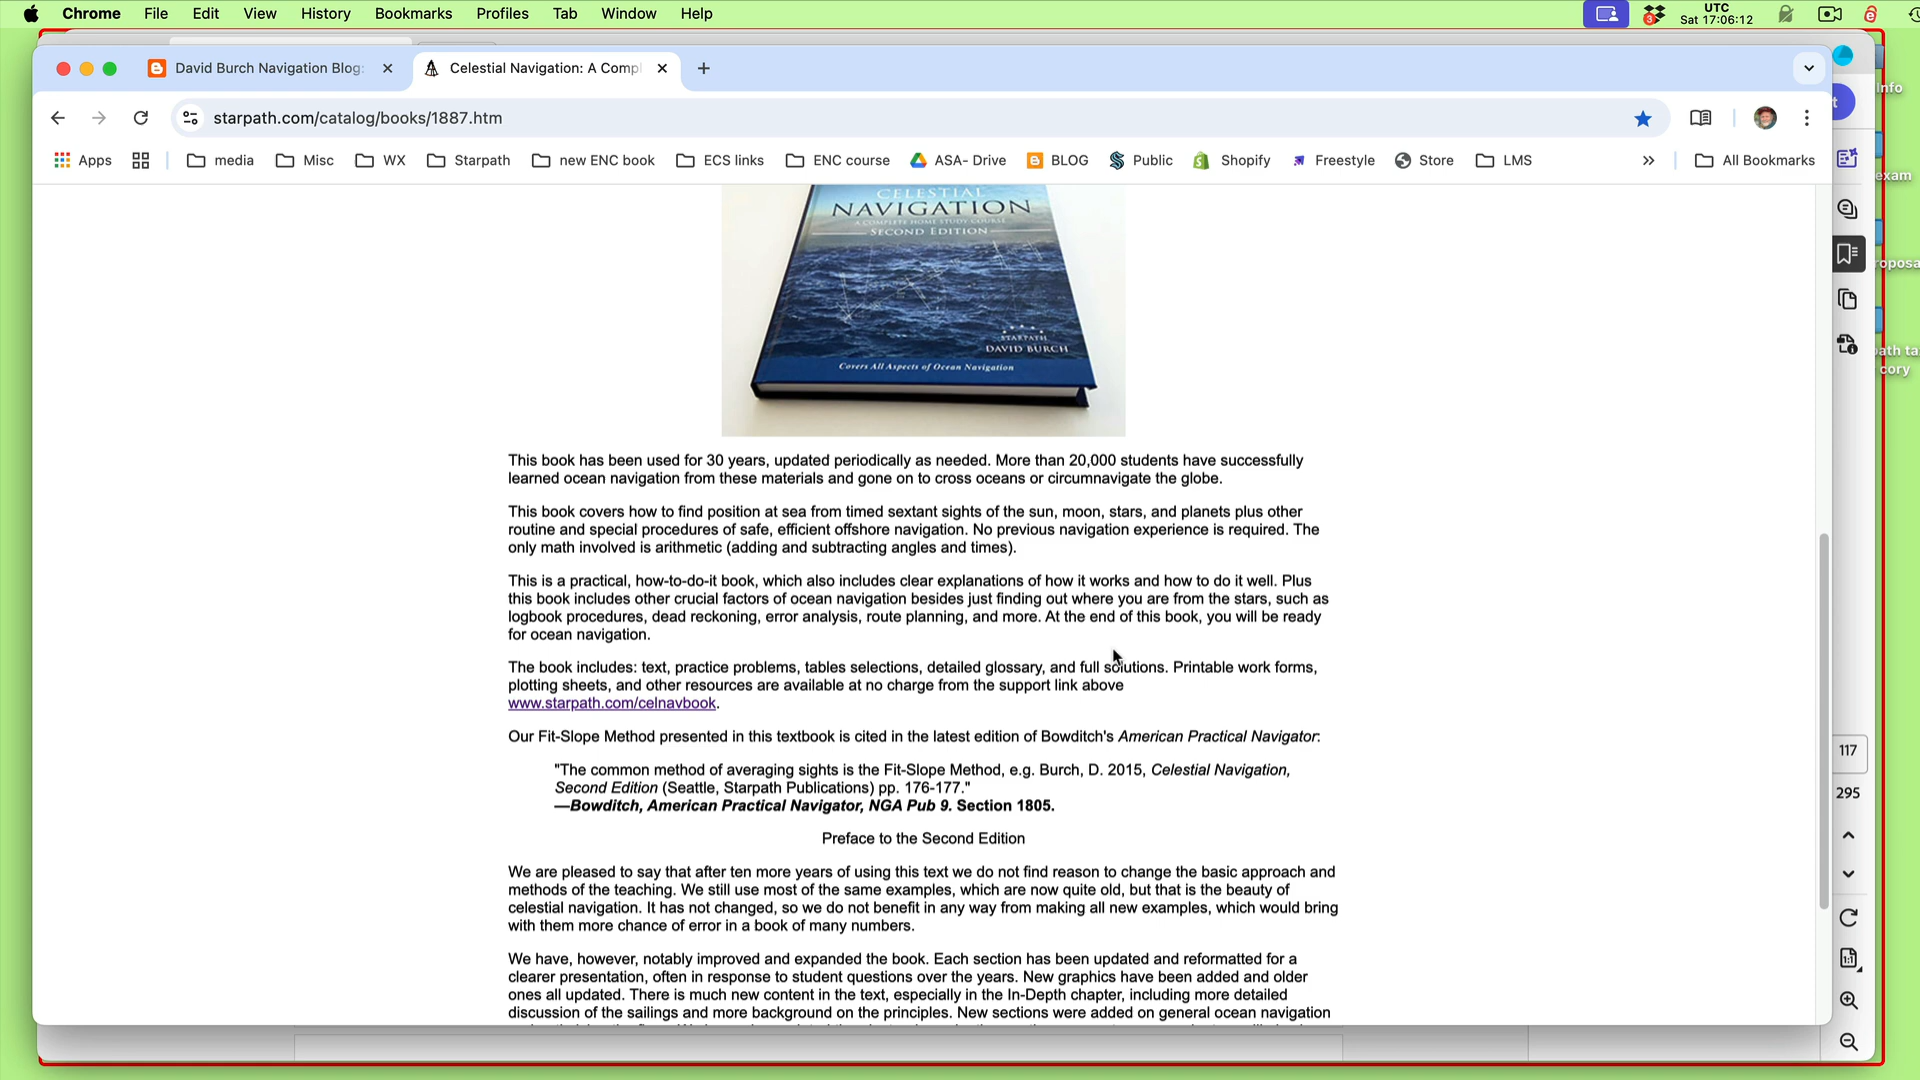 Chrome File Edit View History Bookmarks Profiles Tab Window Help
3
UTC
Sat 17:06:12
David Burch Navigation Blog:
Celestial Navigation: A Compl
starpath.com/catalog/books/1887.htm
Apps media Misc WX Starpath new ENC book ECS links ENC course ASA- Drive BLOG Public Shopify Freestyle Store LMS » All Bookmarks
CELESTIAL
NAVIGATION
A COMPLETE HOME STUDY COURSE
SECOND EDITION
STARPATH
DAVID BURCH
Covers All Aspects of Ocean Navigation
This book has been used for 30 years, updated periodically as needed. More than 20,000 students have successfully
learned ocean navigation from these materials and gone on to cross oceans or circumnavigate the globe.
This book covers how to find position at sea from timed sextant sights of the sun, moon, stars, and planets plus other
routine and special procedures of safe, efficient offshore navigation. No previous navigation experience is required. The
only math involved is arithmetic (adding and subtracting angles and times).
This is a practical, how-to-do-it book, which also includes clear explanations of how it works and how to do it well. Plus
this book includes other crucial factors of ocean navigation besides just finding out where you are from the stars, such as
logbook procedures, dead reckoning, error analysis, route planning, and more. At the end of this book, you will be ready
for ocean navigation.
The book includes: text, practice problems, tables selections, detailed glossary, and full solutions. Printable work forms,
plotting sheets, and other resources are available at no charge from the support link above
www.starpath.com/celnavbook.
Our Fit-Slope Method presented in this textbook is cited in the latest edition of Bowditch's American Practical Navigator:
"The common method of averaging sights is the Fit-Slope Method, e.g. Burch, D. 2015, Celestial Navigation,
Second Edition (Seattle, Starpath Publications) pp. 176-177."
—Bowditch, American Practical Navigator, NGA Pub 9. Section 1805.
Preface to the Second Edition
We are pleased to say that after ten more years of using this text we do not find reason to change the basic approach and
methods of the teaching. We still use most of the same examples, which are now quite old, but that is the beauty of
celestial navigation. It has not changed, so we do not benefit in any way from making all new examples, which would bring
with them more chance of error in a book of many numbers.
We have, however, notably improved and expanded the book. Each section has been updated and reformatted for a
clearer presentation, often in response to student questions over the years. New graphics have been added and older
ones all updated. There is much new content in the text, especially in the In-Depth chapter, including more detailed
discussion of the sailings and more background on the principles. New sections were added on general ocean navigation
t
Info
exam
roposa
path ta
cory
117
295
1:1